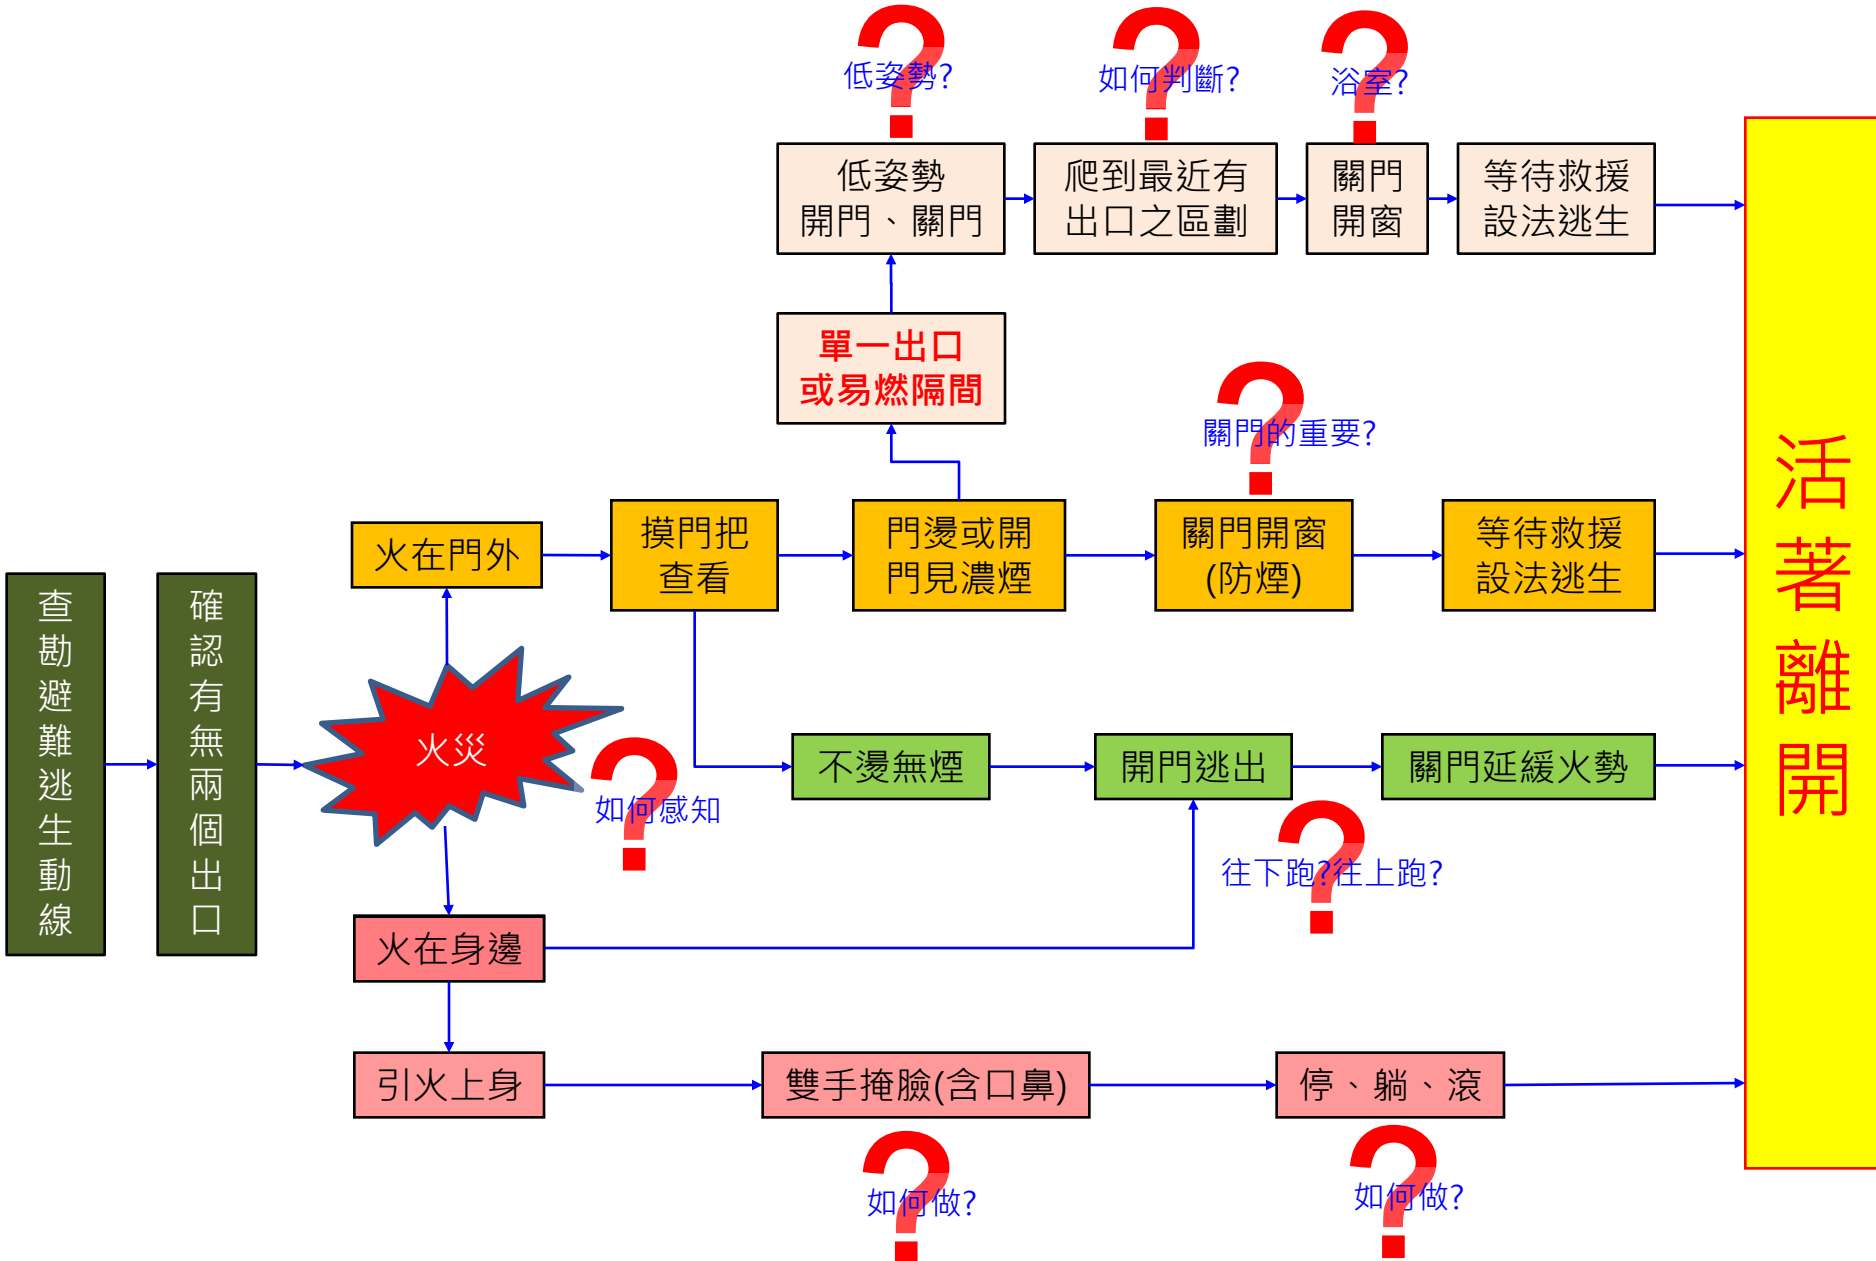 低姿勢?
如何判斷?
浴室?
低姿勢
開門、關門
爬到最近有
出口之區劃
關門
開窗
等待救援
設法逃生
單一出口
或易燃隔間
關門的重要?
火在門外
摸門把
查看
門燙或開
門見濃煙
關門開窗
(防煙)
等待救援
設法逃生
查勘避難逃生動線
確認有無兩個出口
火災
如何感知
不燙無煙
開門逃出
關門延緩火勢
往下跑?往上跑?
火在身邊
引火上身
雙手掩臉(含口鼻)
停、躺、滾
如何做?
如何做?
活著離開